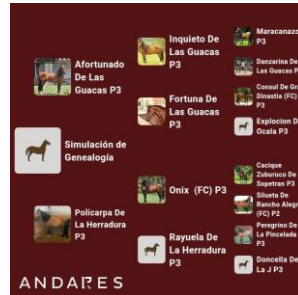 Simulación de
Genealogía
Afortunado
De Las
Guacas P3
Policarpa De
La Herradura
P3
Inquieto De
Las Guacas
P3
Fortuna De
Las Guacas
P3
Onix (FC) P3
Rayuela De
La Herradura
P3
Maracanazo
P3
Danzarina De
Las Guacas P
Consul De Gr
Dinastia (FC)
P3
Explocion D
Ocala P3
Cacique
Zuburuco De
Sopetran P3
Silueta De
Rancho Alegr
(FC) P2
Peregrino De
La Pincelada
P3
Doncella De
La J P3
ANDARES